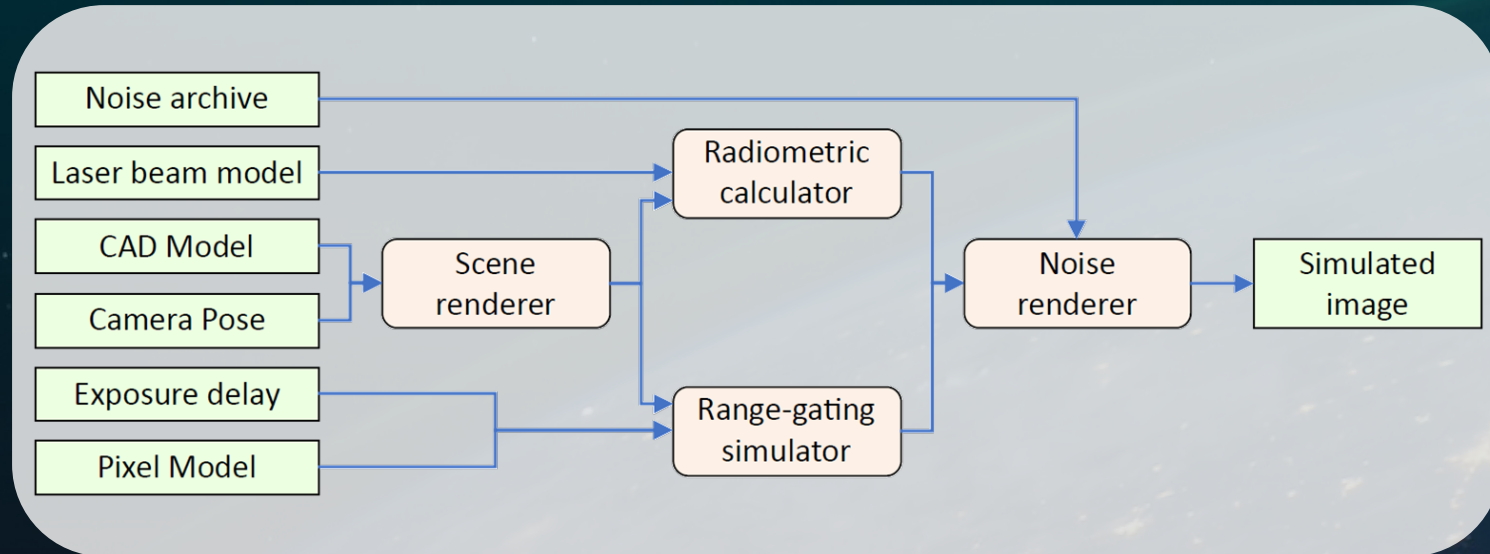 Noise archive
Laser beam model
CAD Model
Camera Pose
Exposure delay
Pixel Model
Scene
renderer
Radiometric
calculator
Range-gating
simulator
Noise
renderer
Simulated
image